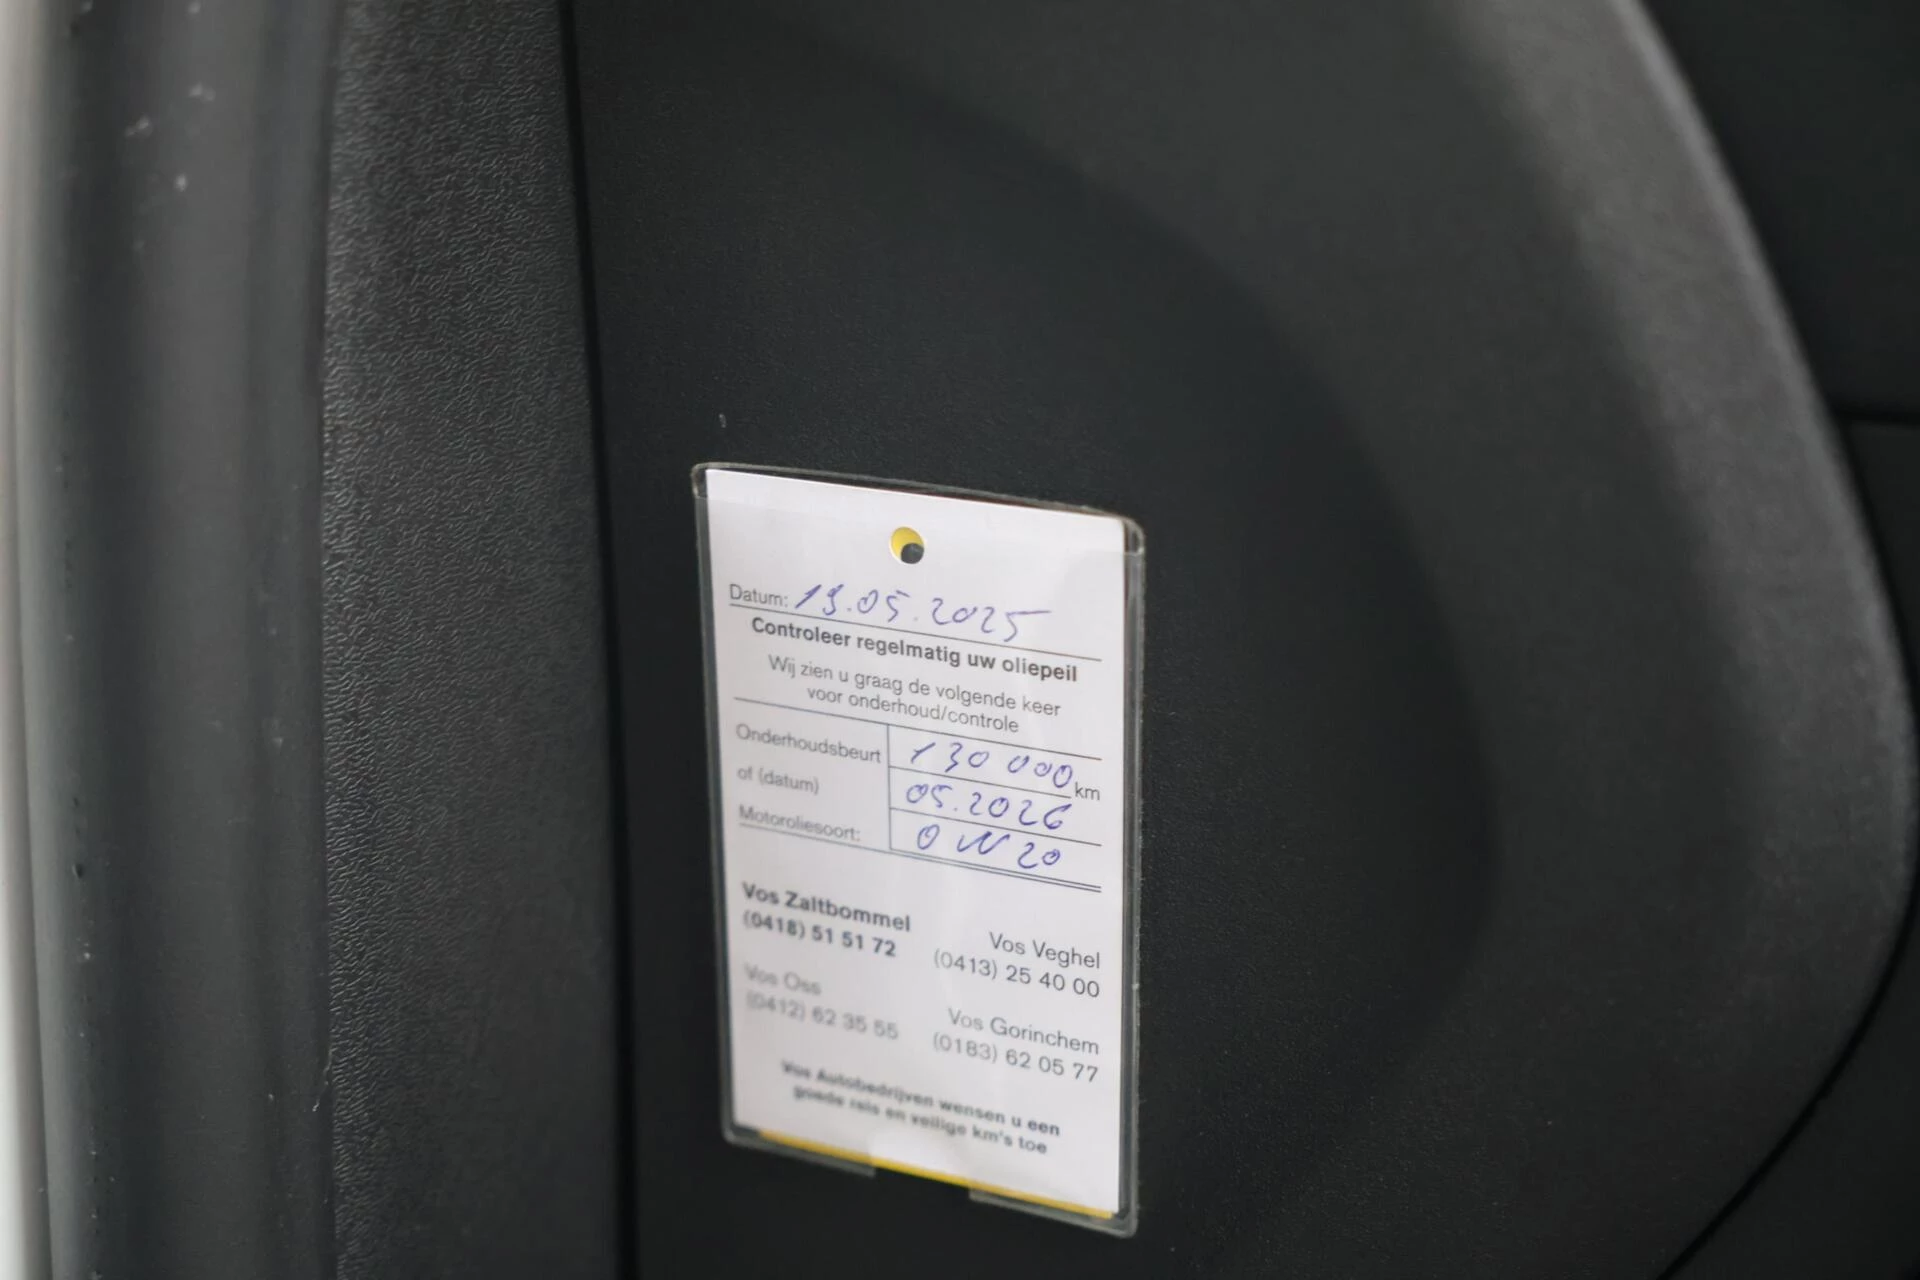 Datum: 19.05.2025
Controleer regelmatig uw oliepeil
Wij zien u graag de volgende keer
voor onderhoud/controle
Onderhoudsbeurt 130 000 km
of (datum) 05.2026
Motoroliesoort: 0 W 20
Vos Zaltbommel
(0418) 51 51 72
Vos Veghel
(0413) 25 40 00
Vos Oss
(0412) 62 35 55
Vos Gorinchem
(0183) 62 05 77
Vos Autobedrijven wensen u een
goede reis en veilige km's toe